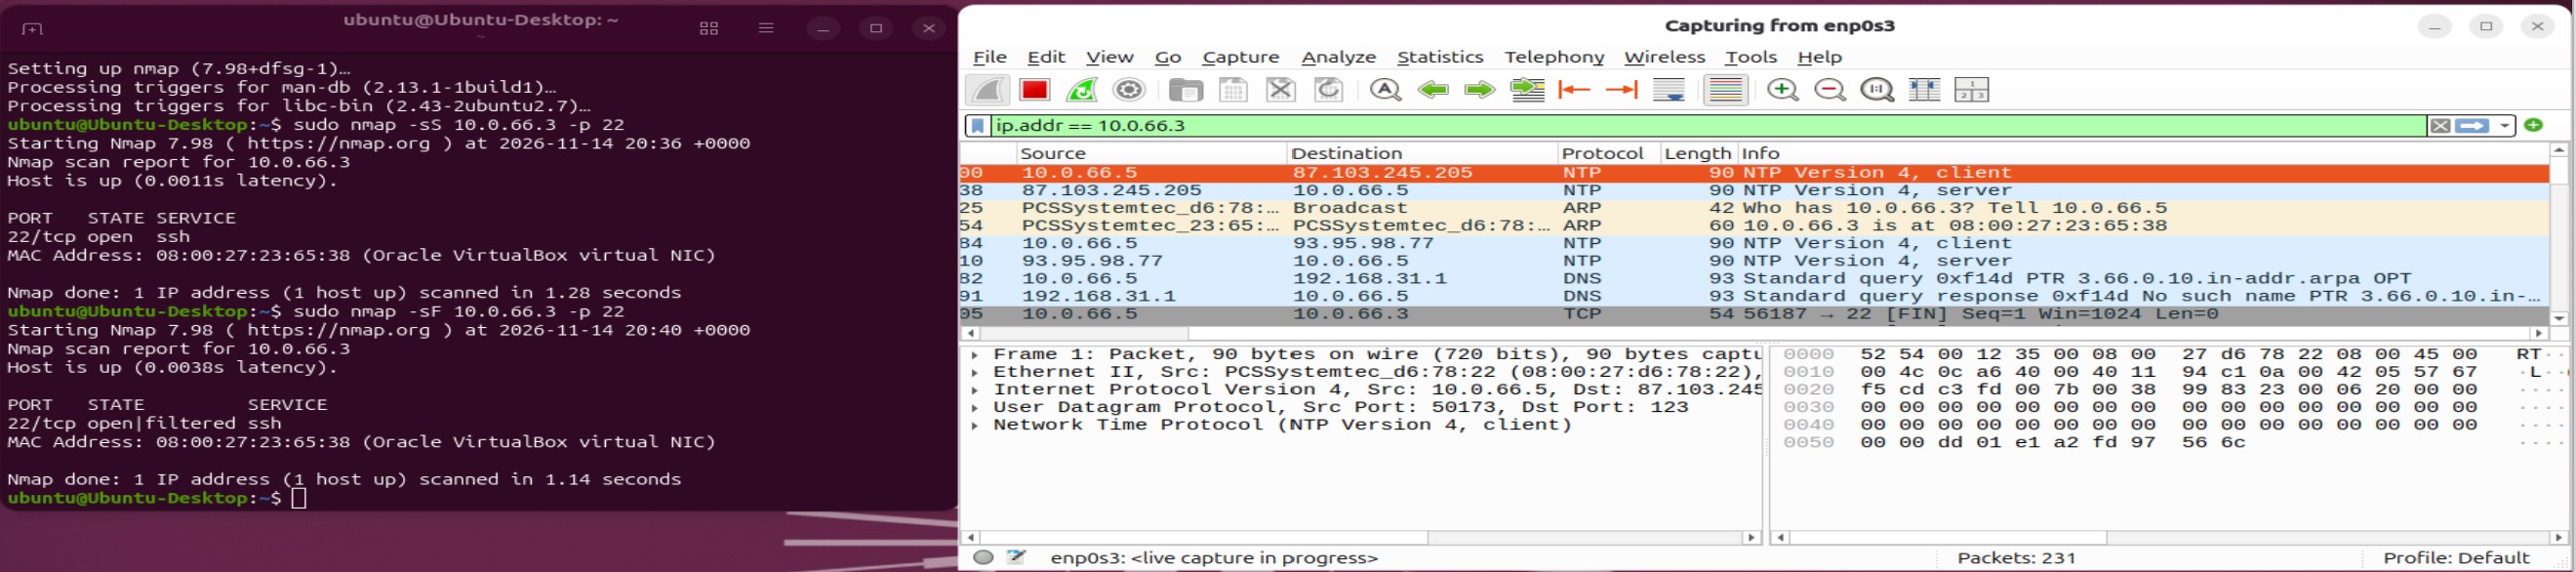 ubuntu@Ubuntu-Desktop: ~
~
Setting up nmap (7.98+dfsg-1)…
Processing triggers for man-db (2.13.1-1build1)…
Processing triggers for libc-bin (2.43-2ubuntu2.7)…
ubuntu@Ubuntu-Desktop:~$ sudo nmap -sS 10.0.66.3 -p 22
Starting Nmap 7.98 ( https://nmap.org ) at 2026-11-14 20:36 +0000
Nmap scan report for 10.0.66.3
Host is up (0.0011s latency).
PORT   STATE SERVICE
22/tcp open  ssh
MAC Address: 08:00:27:23:65:38 (Oracle VirtualBox virtual NIC)
Nmap done: 1 IP address (1 host up) scanned in 1.28 seconds
ubuntu@Ubuntu-Desktop:~$ sudo nmap -sF 10.0.66.3 -p 22
Starting Nmap 7.98 ( https://nmap.org ) at 2026-11-14 20:40 +0000
Nmap scan report for 10.0.66.3
Host is up (0.0038s latency).
PORT   STATE         SERVICE
22/tcp open|filtered ssh
MAC Address: 08:00:27:23:65:38 (Oracle VirtualBox virtual NIC)
Nmap done: 1 IP address (1 host up) scanned in 1.14 seconds
ubuntu@Ubuntu-Desktop:~$
Capturing from enp0s3
File Edit View Go Capture Analyze Statistics Telephony Wireless Tools Help
ip.addr == 10.0.66.3
Source Destination Protocol Length Info
00 10.0.66.5 87.103.245.205 NTP 90 NTP Version 4, client
38 87.103.245.205 10.0.66.5 NTP 90 NTP Version 4, server
25 PCSSystemtec_d6:78:… Broadcast ARP 42 Who has 10.0.66.3? Tell 10.0.66.5
54 PCSSystemtec_23:65:… PCSSystemtec_d6:78:… ARP 60 10.0.66.3 is at 08:00:27:23:65:38
84 10.0.66.5 93.95.98.77 NTP 90 NTP Version 4, client
10 93.95.98.77 10.0.66.5 NTP 90 NTP Version 4, server
82 10.0.66.5 192.168.31.1 DNS 93 Standard query 0xf14d PTR 3.66.0.10.in-addr.arpa OPT
91 192.168.31.1 10.0.66.5 DNS 93 Standard query response 0xf14d No such name PTR 3.66.0.10.in-…
05 10.0.66.5 10.0.66.3 TCP 54 56187 → 22 [FIN] Seq=1 Win=1024 Len=0
Frame 1: Packet, 90 bytes on wire (720 bits), 90 bytes captu
Ethernet II, Src: PCSSystemtec_d6:78:22 (08:00:27:d6:78:22),
Internet Protocol Version 4, Src: 10.0.66.5, Dst: 87.103.245
User Datagram Protocol, Src Port: 50173, Dst Port: 123
Network Time Protocol (NTP Version 4, client)
0000 52 54 00 12 35 00 08 00 27 d6 78 22 08 00 45 00 RT··
0010 00 4c 0c a6 40 00 40 11 94 c1 0a 00 42 05 57 67 ·L··
0020 f5 cd c3 fd 00 7b 00 38 99 83 23 00 06 20 00 00 ····
0030 00 00 00 00 00 00 00 00 00 00 00 00 00 00 00 00 ····
0040 00 00 00 00 00 00 00 00 00 00 00 00 00 00 00 00 ····
0050 00 00 dd 01 e1 a2 fd 97 56 6c ····
enp0s3: <live capture in progress> Packets: 231 Profile: Default